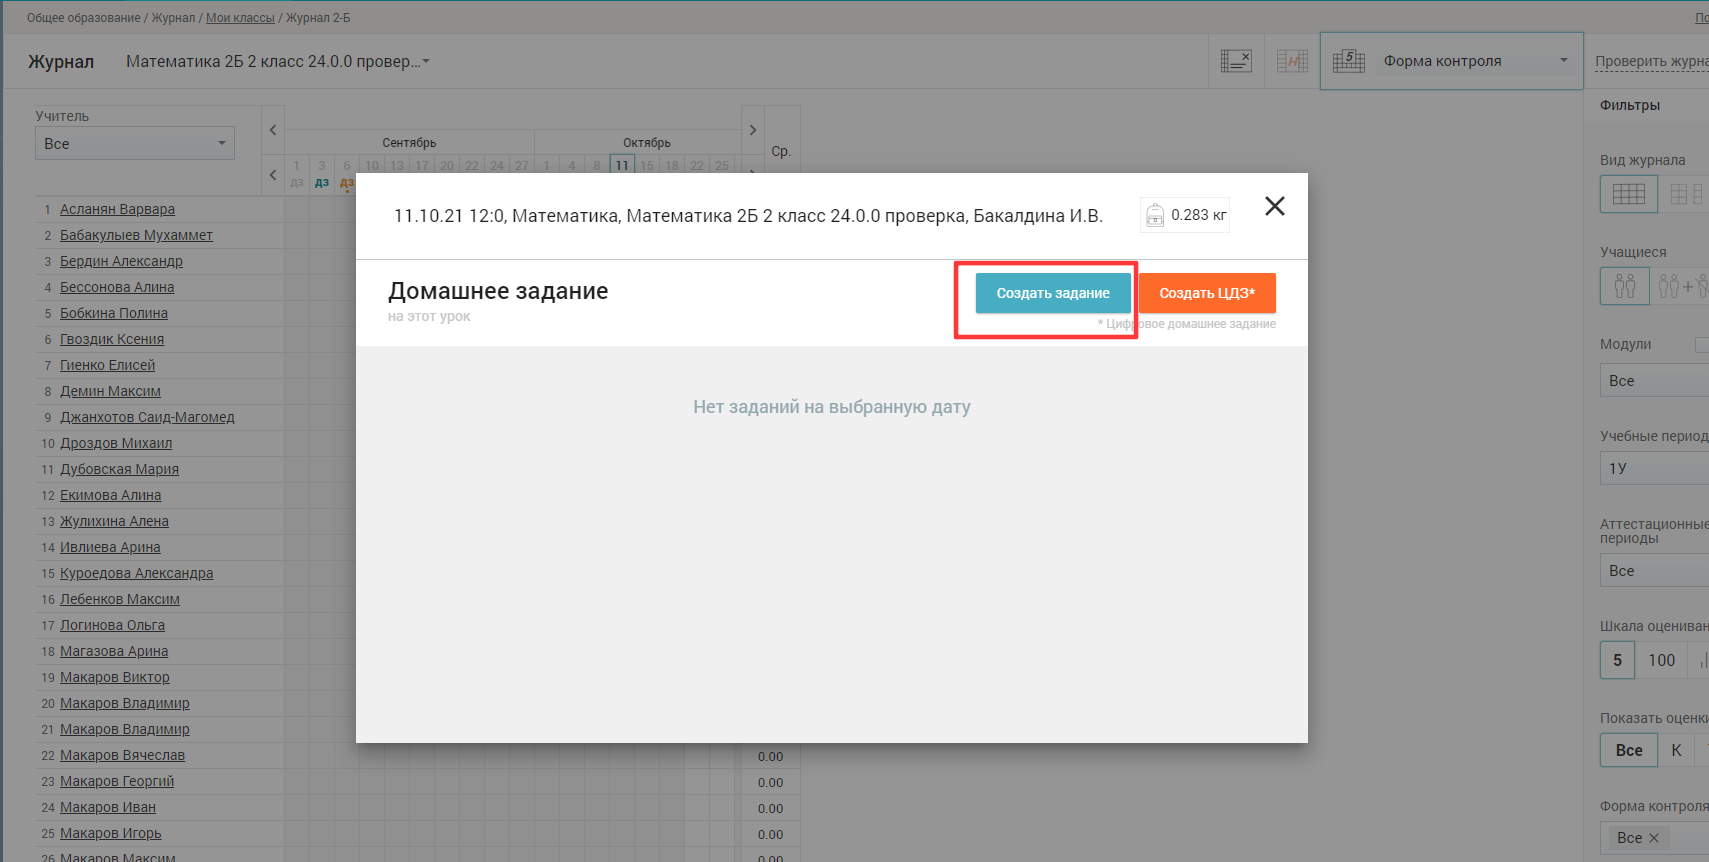 Общее образование / Журнал / Мои классы / Журнал 2-Б
Журнал
Математика 2Б 2 класс 24.0.0 провер...
5
Форма контроля
Учитель
Все
Сентябрь
Октябрь
Ср.
1 3 6 10 13 17 20 22 24 27 1 4 8 11 15 18 22 25
дз дз дз
11.10.21 12:0, Математика, Математика 2Б 2 класс 24.0.0 проверка, Бакалдина И.В.
0.283 кг
Домашнее задание
на этот урок
Создать задание
Создать ЦДЗ*
* Цифровое домашнее задание
Нет заданий на выбранную дату
1 Асланян Варвара
2 Бабакулыев Мухаммет
3 Бердин Александр
4 Бессонова Алина
5 Бобкина Полина
6 Гвоздик Ксения
7 Гиенко Елисей
8 Демин Максим
9 Джанхотов Саид-Магомед
10 Дроздов Михаил
11 Дубовская Мария
12 Екимова Алина
13 Жулихина Алена
14 Ивлиева Арина
15 Куроедова Александра
16 Лебенков Максим
17 Логинова Ольга
18 Магазова Арина
19 Макаров Виктор
20 Макаров Владимир
21 Макаров Владимир
22 Макаров Вячеслав 0.00
23 Макаров Георгий 0.00
24 Макаров Иван 0.00
25 Макаров Игорь 0.00
26 Макаров Максим 0.00
По
Проверить журна
Фильтры
Вид журнала
Учащиеся
Модули
Все
Учебные период
1У
Аттестационные
периоды
Все
Шкала оцениван
5 100
Показать оценки
Все К
Форма контроля
Все ×